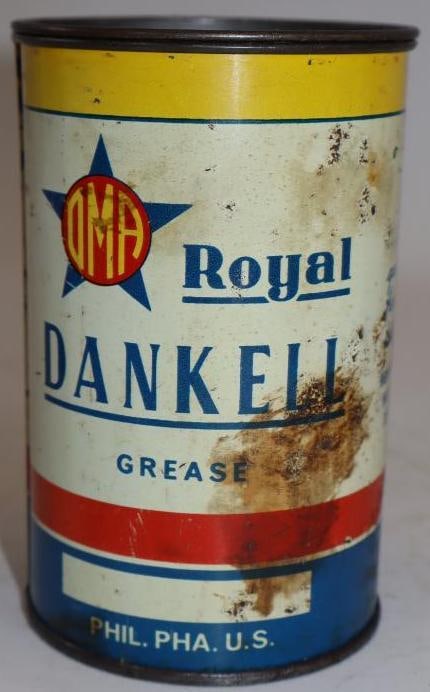 OMA
Royal
DANKELL
GREASE
PHIL. PHA. U.S.